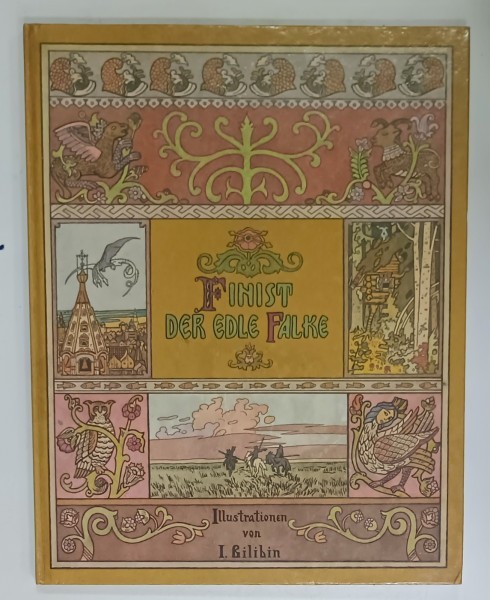 FINIST
DER EDLE FALKE
Illustrationen
von
I. Bilibin